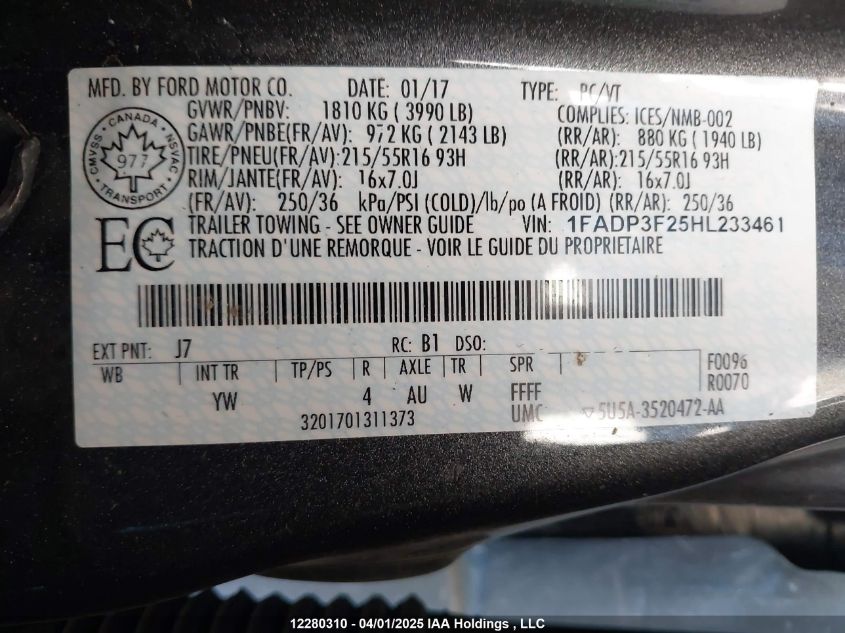 MFD. BY FORD MOTOR CO. DATE: 01/17 TYPE: PC/VT
GVWR/PNBV: 1810 KG ( 3990 LB) COMPLIES: ICES/NMB-002
GAWR/PNBE(FR/AV): 972 KG ( 2143 LB) (RR/AR): 880 KG ( 1940 LB)
TIRE/PNEU(FR/AV): 215/55R16 93H (RR/AR): 215/55R16 93H
RIM/JANTE(FR/AV): 16x7.0J (RR/AR): 16x7.0J
(FR/AV): 250/36 kPa/PSI (COLD)/lb/po (A FROID) (RR/AR): 250/36
TRAILER TOWING - SEE OWNER GUIDE VIN: 1FADP3F25HL233461
TRACTION D'UNE REMORQUE - VOIR LE GUIDE DU PROPRIETAIRE
CANADA
CMVSS NSVAC
977
TRANSPORT
EC
EXT PNT: J7 RC: B1 DSO:
WB INT TR TP/PS R AXLE TR SPR F0096
YW 4 AU W FFFF R0070
3201701311373 UMC ▽5U5A-3520472-AA
12280310 - 04/01/2025 IAA Holdings , LLC